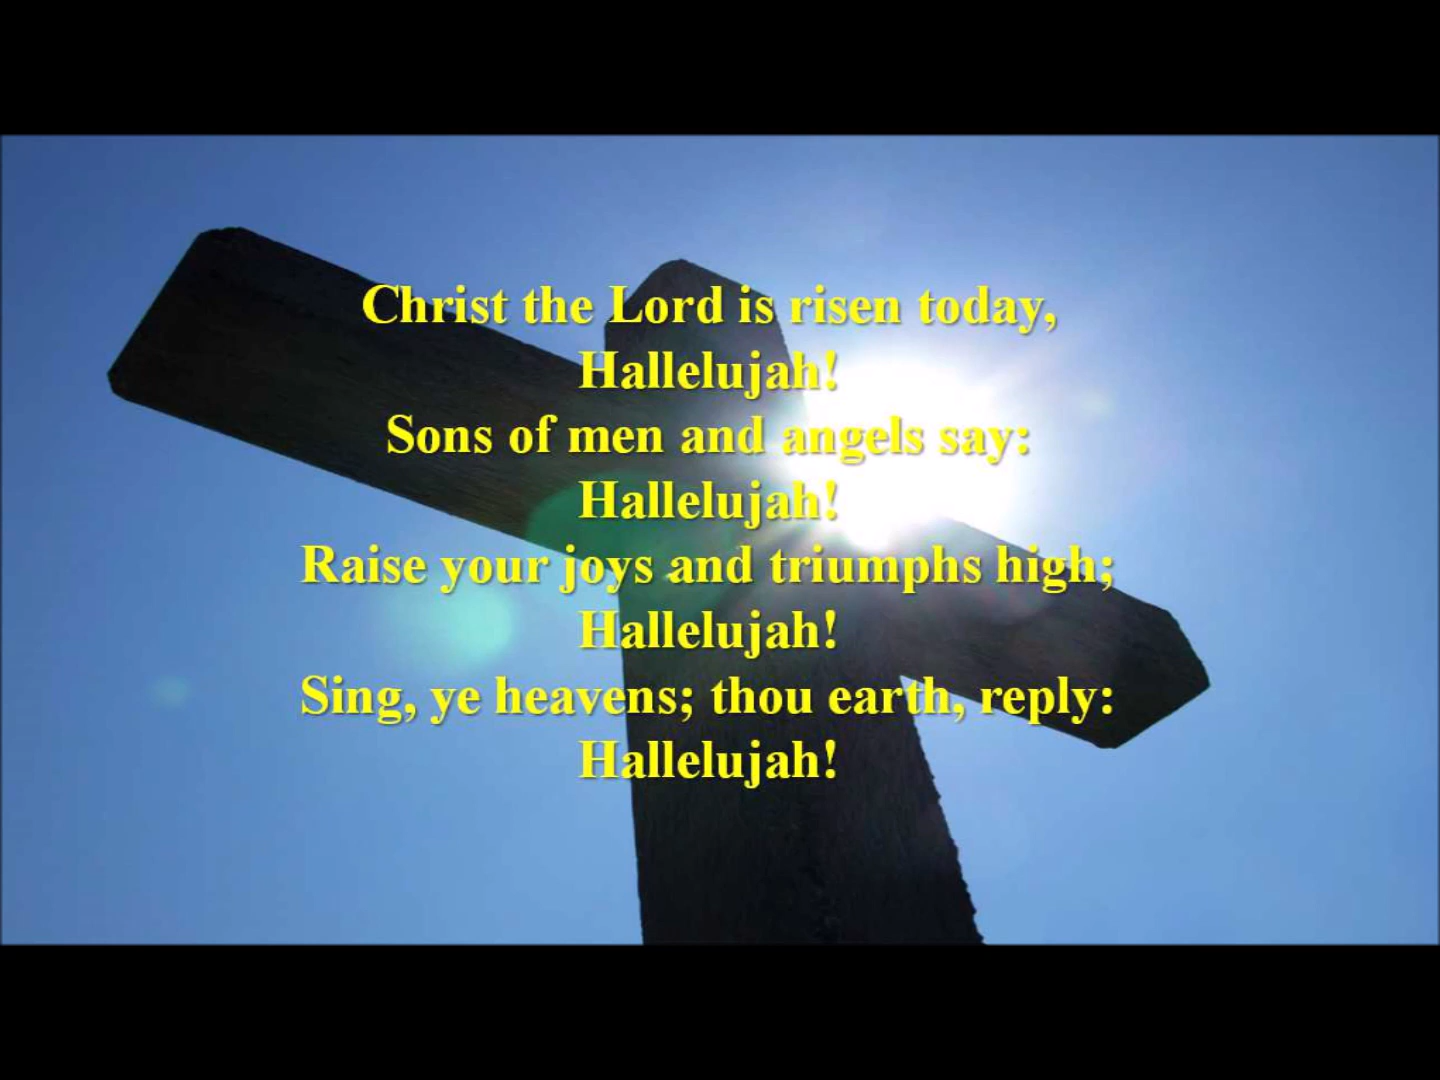 Christ the Lord is risen today,
Hallelujah!
Sons of men and angels say:
Hallelujah!
Raise your joys and triumphs high;
Hallelujah!
Sing, ye heavens; thou earth, reply:
Hallelujah!